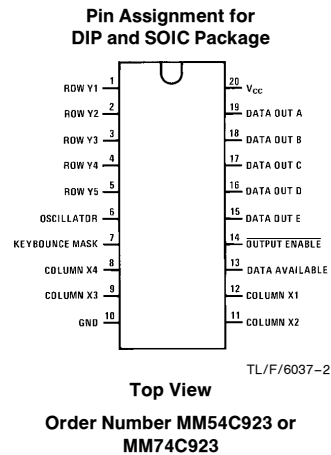 Pin Assignment for
DIP and SOIC Package
ROW Y1 1
ROW Y2 2
ROW Y3 3
ROW Y4 4
ROW Y5 5
OSCILLATOR 6
KEYBOUNCE MASK 7
COLUMN X4 8
COLUMN X3 9
GND 10
20 VCC
19 DATA OUT A
18 DATA OUT B
17 DATA OUT C
16 DATA OUT D
15 DATA OUT E
14 OUTPUT ENABLE
13 DATA AVAILABLE
12 COLUMN X1
11 COLUMN X2
TL/F/6037–2
Top View
Order Number MM54C923 or
MM74C923